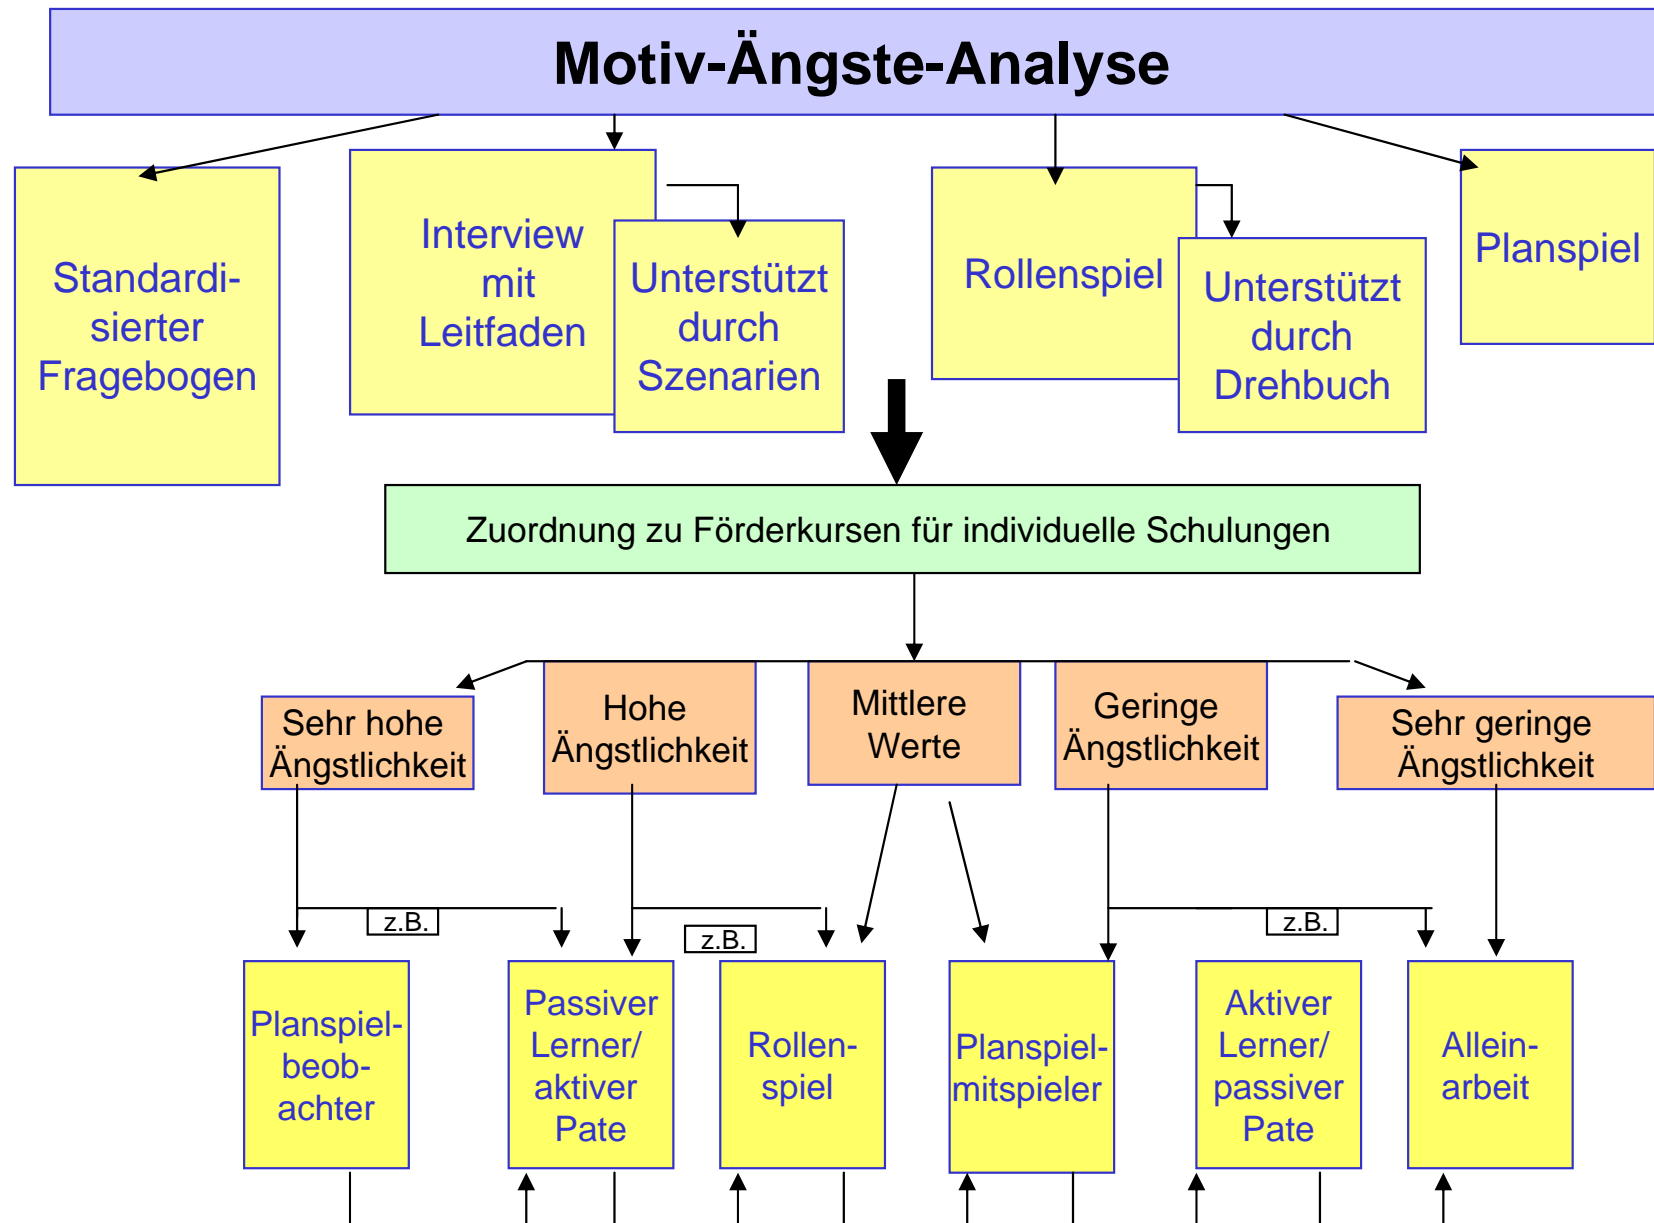 Motiv-Ängste-Analyse
Standardi-
sierter
Fragebogen
Interview
mit
Leitfaden
Unterstützt
durch
Szenarien
Rollenspiel
Unterstützt
durch
Drehbuch
Planspiel
Zuordnung zu Förderkursen für individuelle Schulungen
Sehr hohe
Ängstlichkeit
Hohe
Ängstlichkeit
Mittlere
Werte
Geringe
Ängstlichkeit
Sehr geringe
Ängstlichkeit
z.B.
z.B.
z.B.
Planspiel-
beob-
achter
Passiver
Lerner/
aktiver
Pate
Rollen-
spiel
Planspiel-
mitspieler
Aktiver
Lerner/
passiver
Pate
Allein-
arbeit